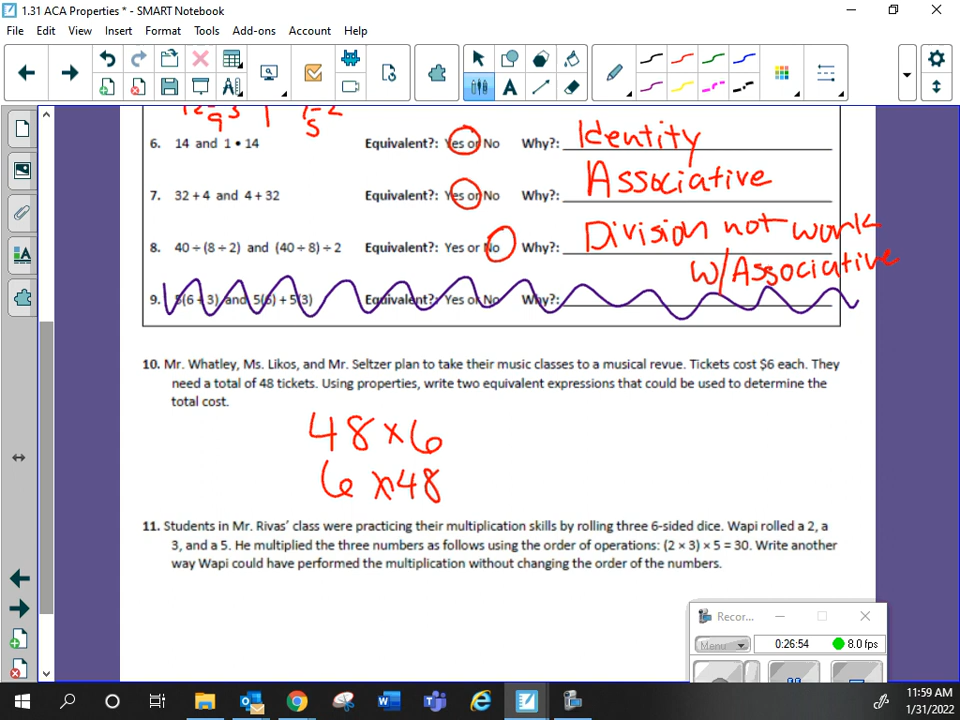 1.31 ACA Properties * - SMART Notebook
File Edit View Insert Format Tools Add-ons Account Help
6. 14 and 1 • 14 Equivalent?: Yes or No Why?: Identity
7. 32 + 4 and 4 + 32 Equivalent?: Yes or No Why?: Associative
8. 40 ÷ (8 ÷ 2) and (40 ÷ 8) ÷ 2 Equivalent?: Yes or No Why?: Division not work
w/Associative
9. 5(6 + 3) and 5(6) + 5(3) Equivalent?: Yes or No Why?:
10. Mr. Whatley, Ms. Likos, and Mr. Seltzer plan to take their music classes to a musical revue. Tickets cost $6 each. They
need a total of 48 tickets. Using properties, write two equivalent expressions that could be used to determine the
total cost.
48 × 6
6 × 48
11. Students in Mr. Rivas' class were practicing their multiplication skills by rolling three 6-sided dice. Wapi rolled a 2, a
3, and a 5. He multiplied the three numbers as follows using the order of operations: (2 × 3) × 5 = 30. Write another
way Wapi could have performed the multiplication without changing the order of the numbers.
Recor...
Menu 0:26:54 8.0 fps
11:59 AM
1/31/2022